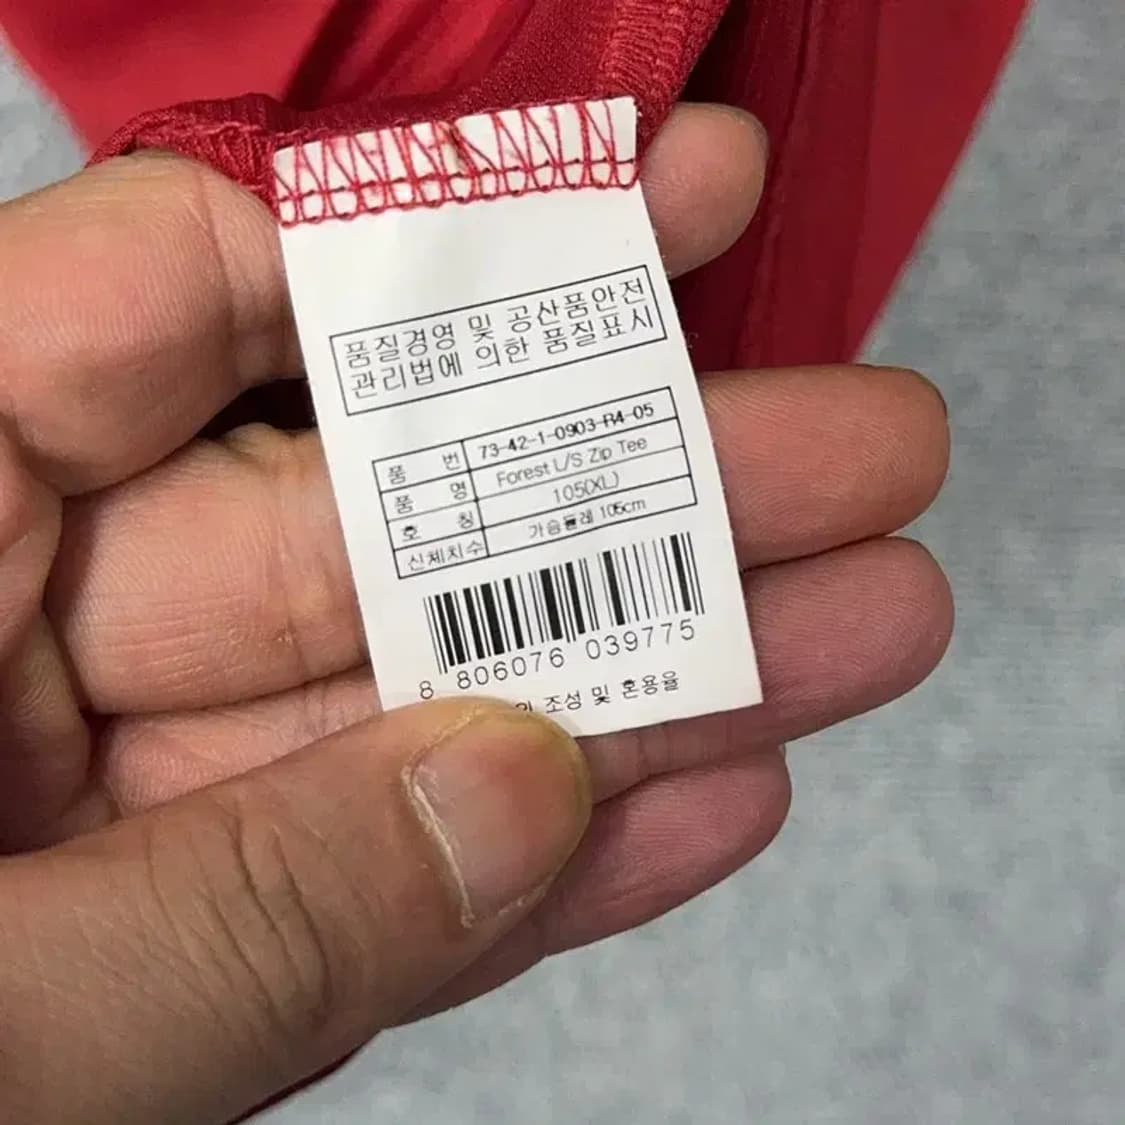 품질경영 및 공산품안전
관리법에 의한 품질표시
품 번 73-42-1-0903-R4-05
품 명 Forest L/S Zip Tee
호 칭 105(XL)
신체치수 가슴둘레 105cm
8 806076 039775
조성 및 혼용율